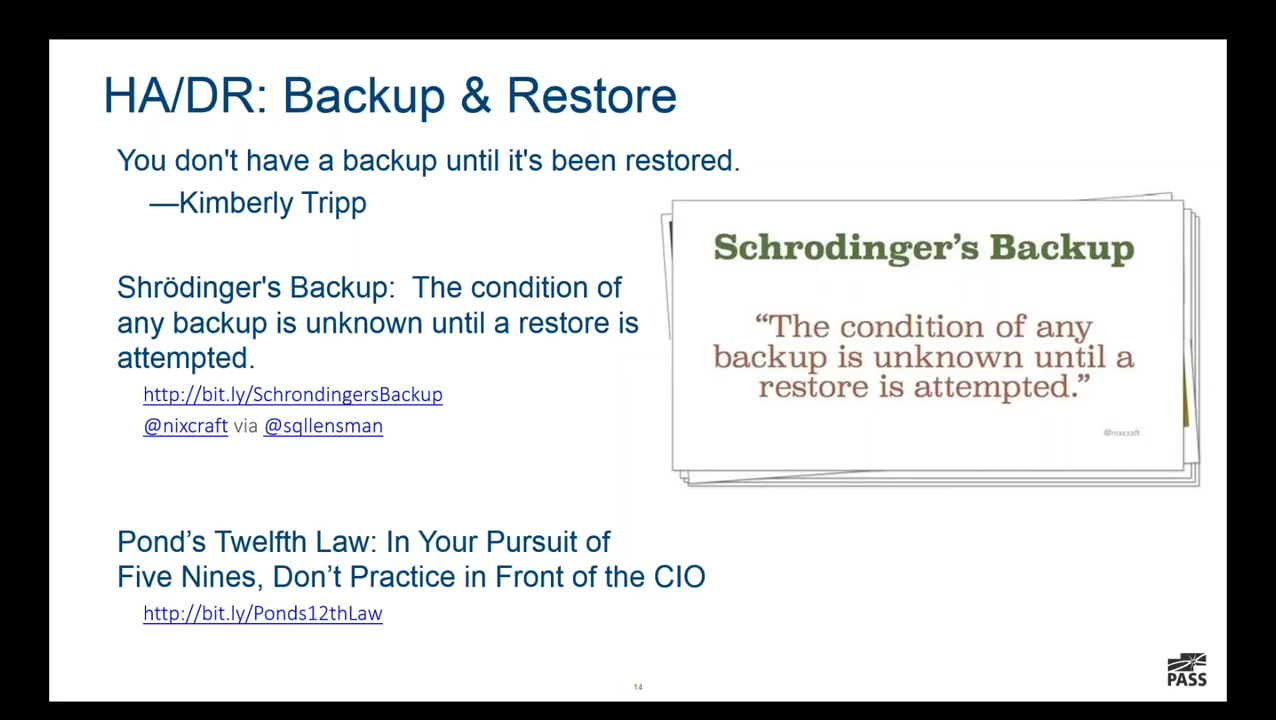 HA/DR: Backup & Restore
You don't have a backup until it's been restored.
—Kimberly Tripp
Shrödinger's Backup:  The condition of
any backup is unknown until a restore is
attempted.
http://bit.ly/SchrondingersBackup
@nixcraft via @sqllensman
Schrodinger’s Backup
“The condition of any
backup is unknown until a
restore is attempted.”
@nixcraft
Pond’s Twelfth Law: In Your Pursuit of
Five Nines, Don’t Practice in Front of the CIO
http://bit.ly/Ponds12thLaw
14
PASS